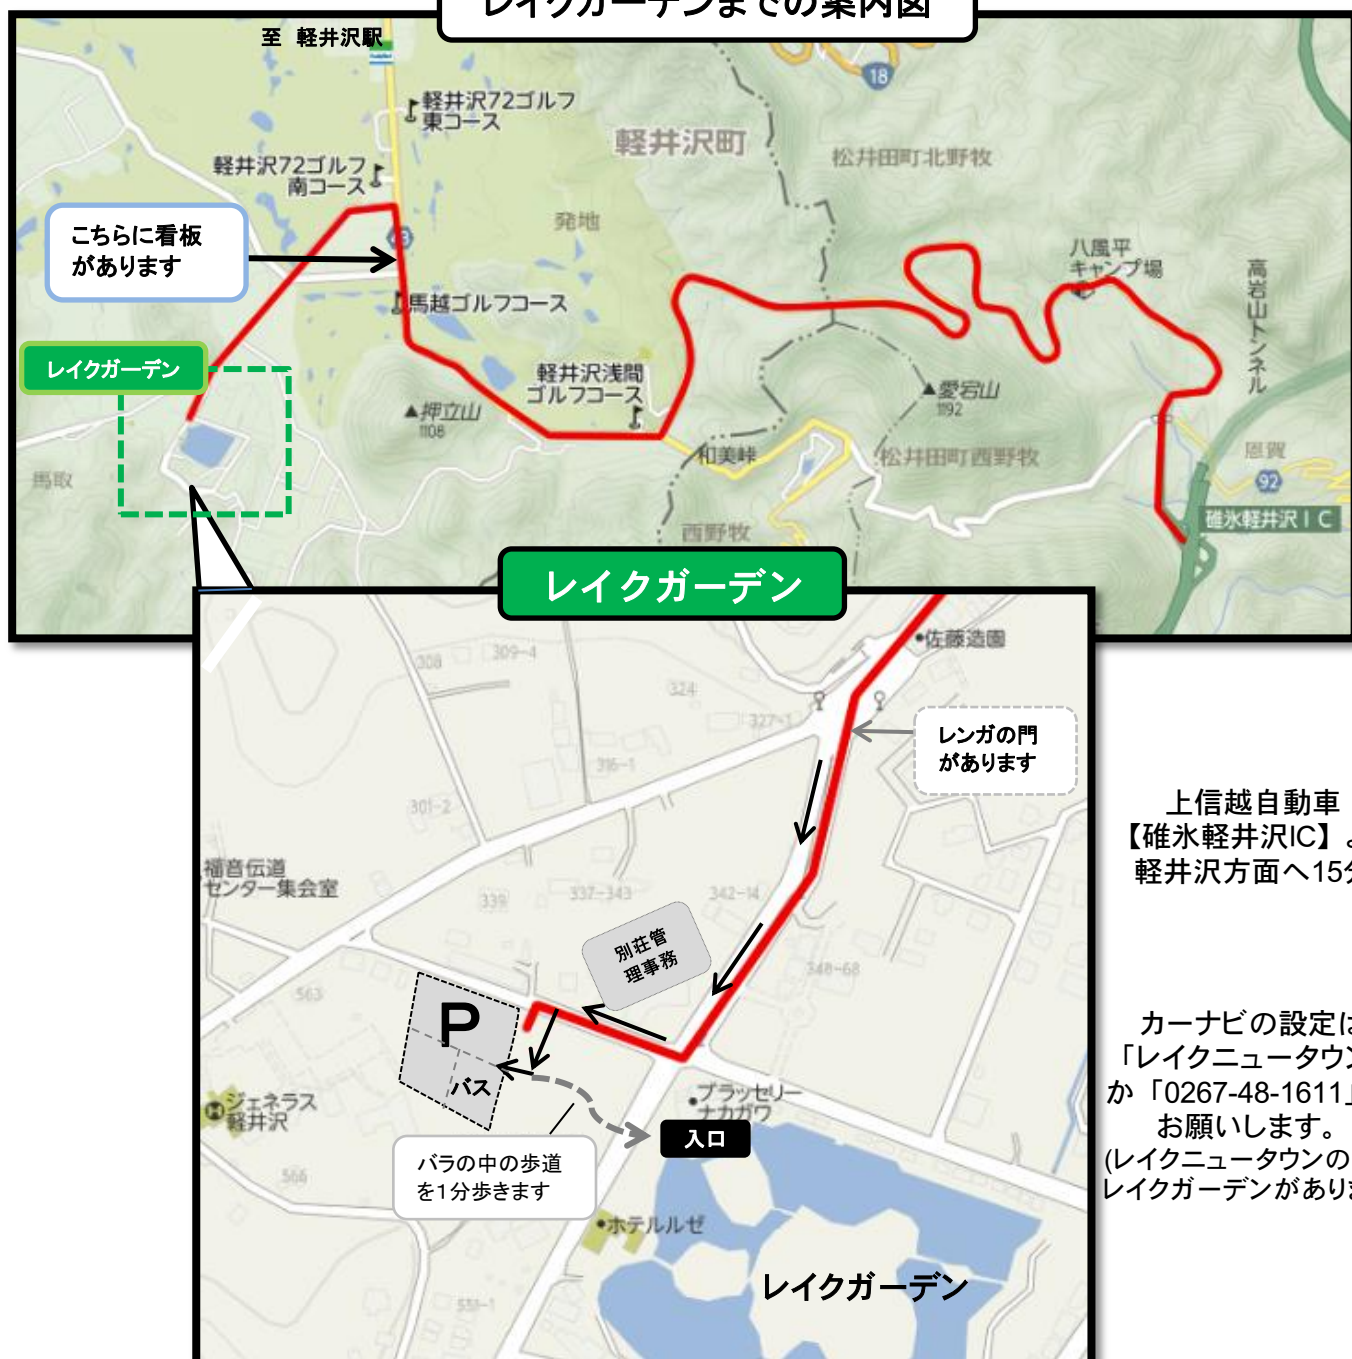 レイクガーデンまでの案内図
至 軽井沢駅
18
軽井沢72ゴルフ
東コース
軽井沢町
松井田町北野牧
軽井沢72ゴルフ
南コース
発地
こちらに看板
があります
八風平
キャンプ場
高岩山トンネル
馬越ゴルフコース
レイクガーデン
軽井沢浅間
ゴルフコース
▲愛宕山
1192
▲押立山
1108
和美峠
松井田町西野牧
恩賀
92
馬取
西野牧
碓氷軽井沢IC
レイクガーデン
佐藤造園
308
309-4
324
327-1
レンガの門
があります
316-1
301-2
上信越自動車
【碓氷軽井沢IC】
軽井沢方面へ15分
福音伝道
センター集会室
339
337-343
342-14
別荘管
理事務
348-68
563
P
バス
カーナビの設定は
「レイクニュータウン
か「0267-48-1611」
お願いします。
(レイクニュータウンの
レイクガーデンがあり
ジェネラス
軽井沢
ブラッセリー
ナカガワ
入口
バラの中の歩道
を1分歩きます
566
ホテルルゼ
レイクガーデン
551-1